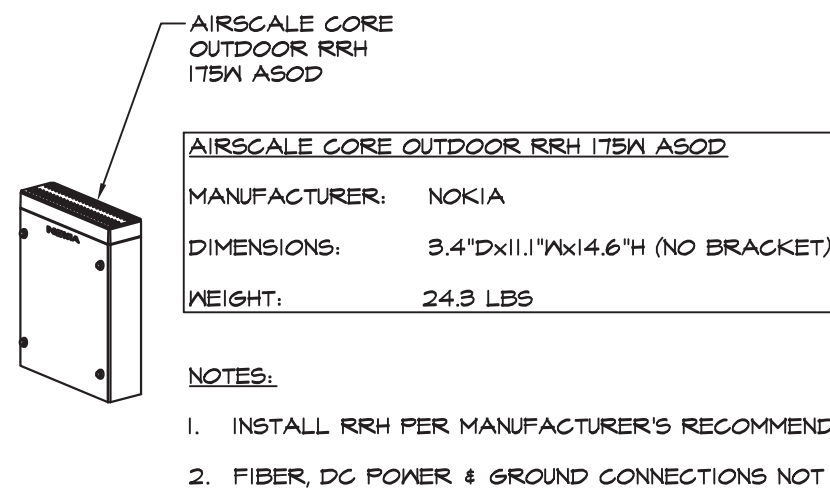 AIRSCALE CORE
OUTDOOR RRH
175W ASOD
AIRSCALE CORE OUTDOOR RRH 175W ASOD
MANUFACTURER: NOKIA
DIMENSIONS: 3.4"Dx11.1"Wx14.6"H (NO BRACKET)
WEIGHT: 24.3 LBS
NOKIA
NOTES:
1. INSTALL RRH PER MANUFACTURER'S RECOMMEND
2. FIBER, DC POWER & GROUND CONNECTIONS NOT